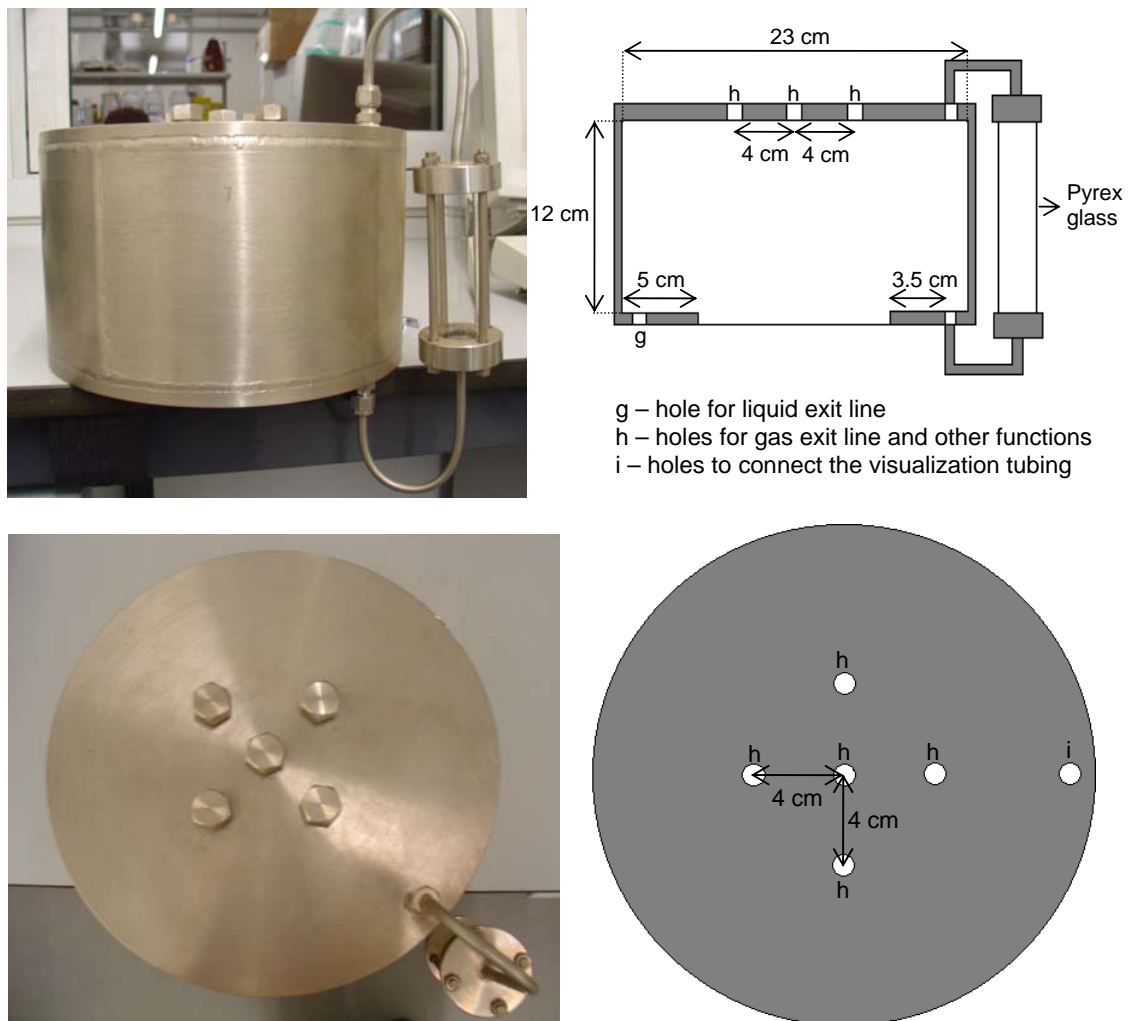 23 cm
h h h
4 cm 4 cm
12 cm
Pyrex
glass
5 cm
3.5 cm
g
g – hole for liquid exit line
h – holes for gas exit line and other functions
i – holes to connect the visualization tubing
h
h h h i
4 cm
4 cm
h